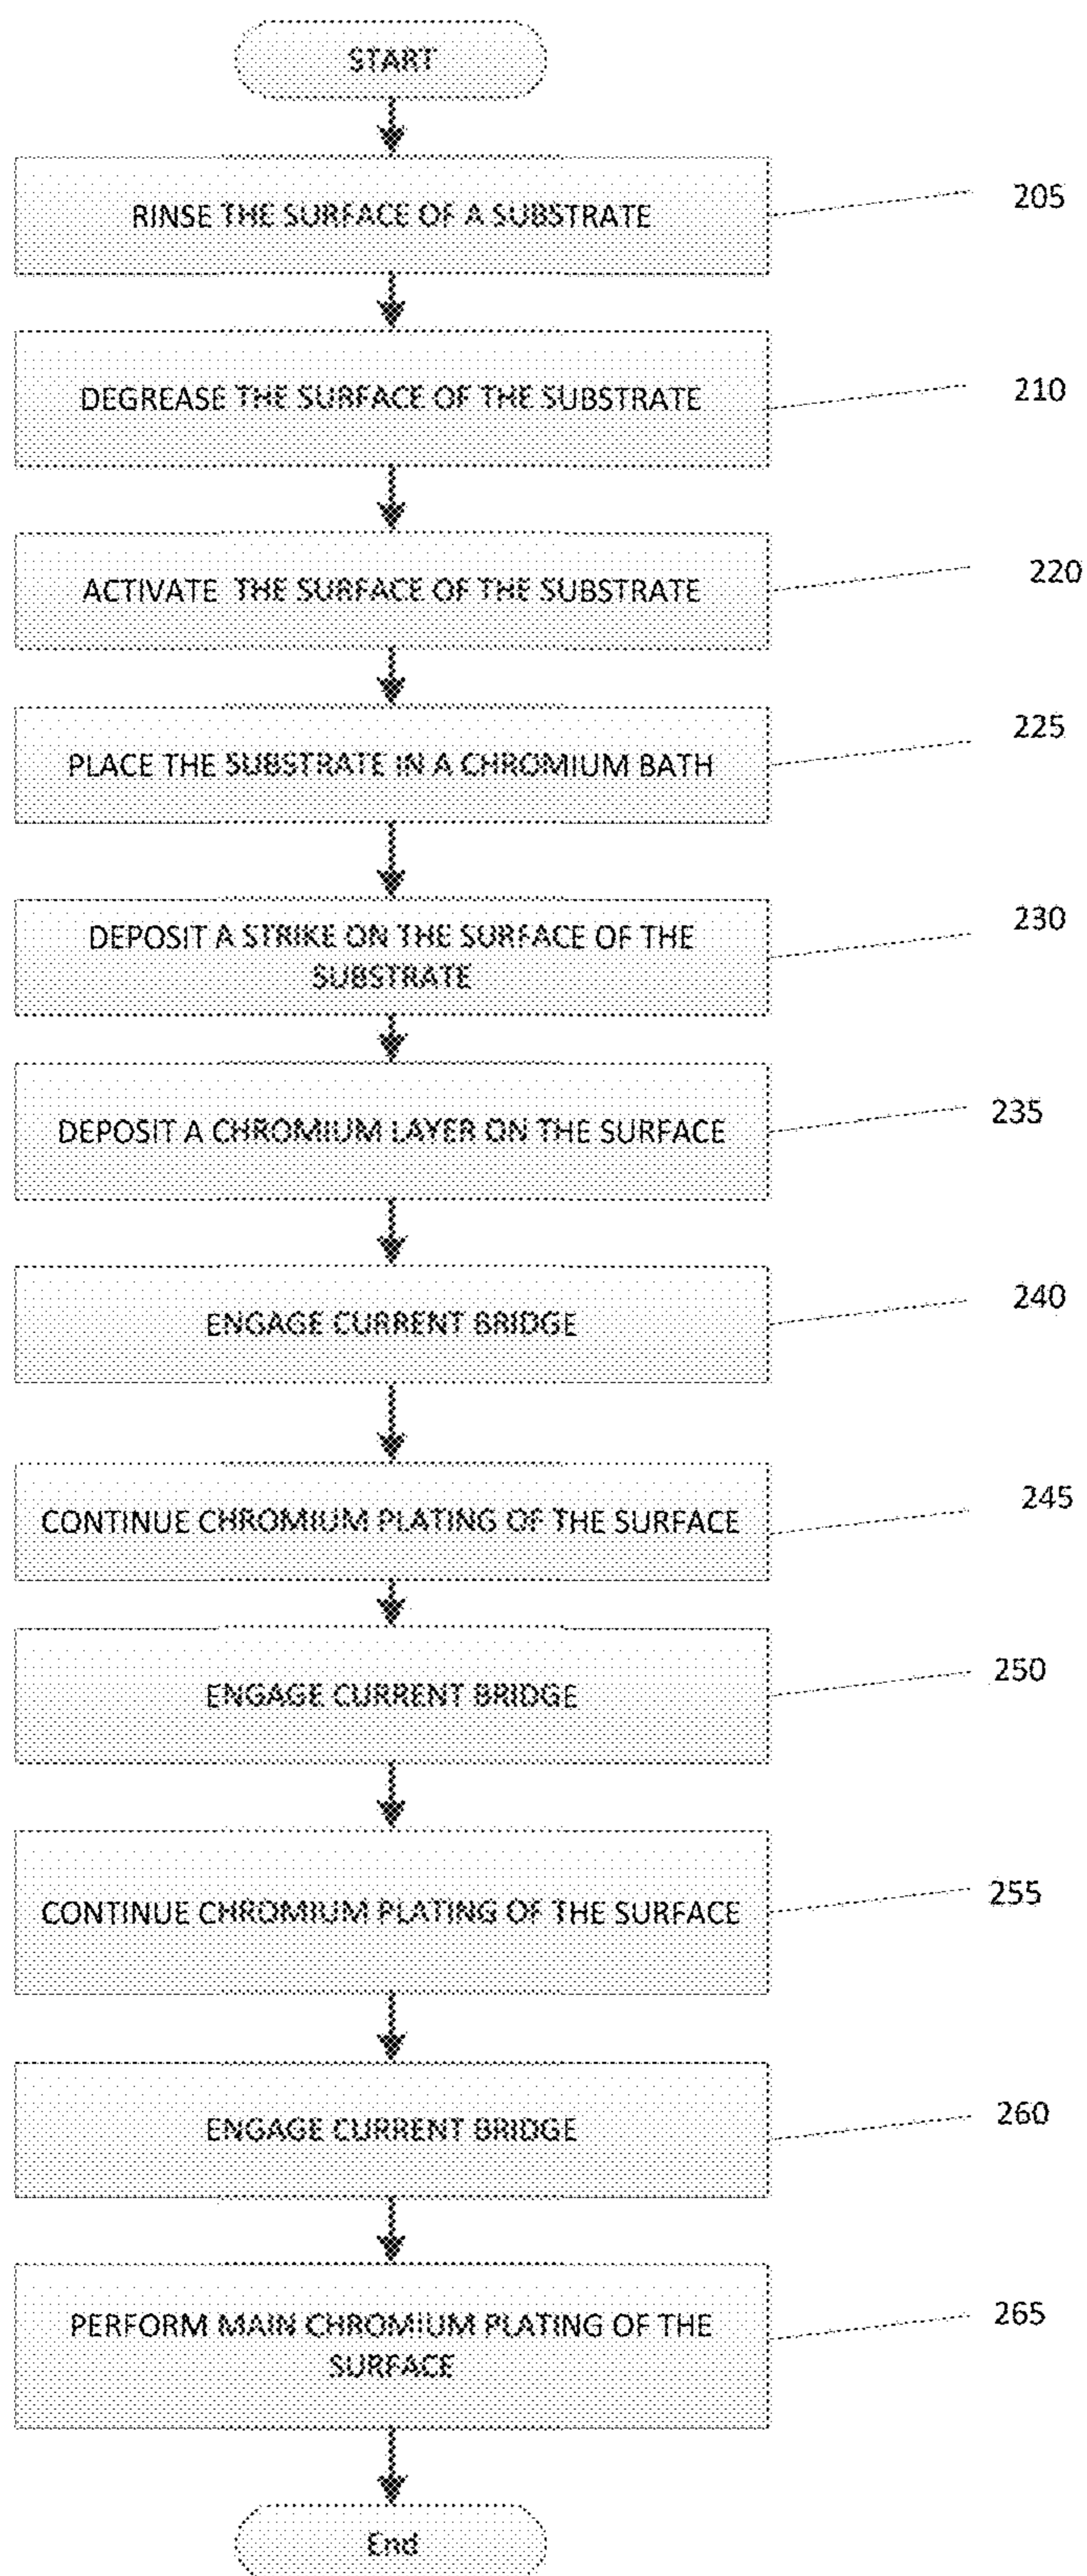 START
RINSE THE SURFACE OF A SUBSTRATE
205
DEGREASE THE SURFACE OF THE SUBSTRATE
210
ACTIVATE THE SURFACE OF THE SUBSTRATE
220
PLACE THE SUBSTRATE IN A CHROMIUM BATH
225
DEPOSIT A STRIKE ON THE SURFACE OF THE
SUBSTRATE
230
DEPOSIT A CHROMIUM LAYER ON THE SURFACE
235
ENGAGE CURRENT BRIDGE
240
CONTINUE CHROMIUM PLATING OF THE SURFACE
245
ENGAGE CURRENT BRIDGE
250
CONTINUE CHROMIUM PLATING OF THE SURFACE
255
ENGAGE CURRENT BRIDGE
260
PERFORM MAIN CHROMIUM PLATING OF THE
SURFACE
265
End